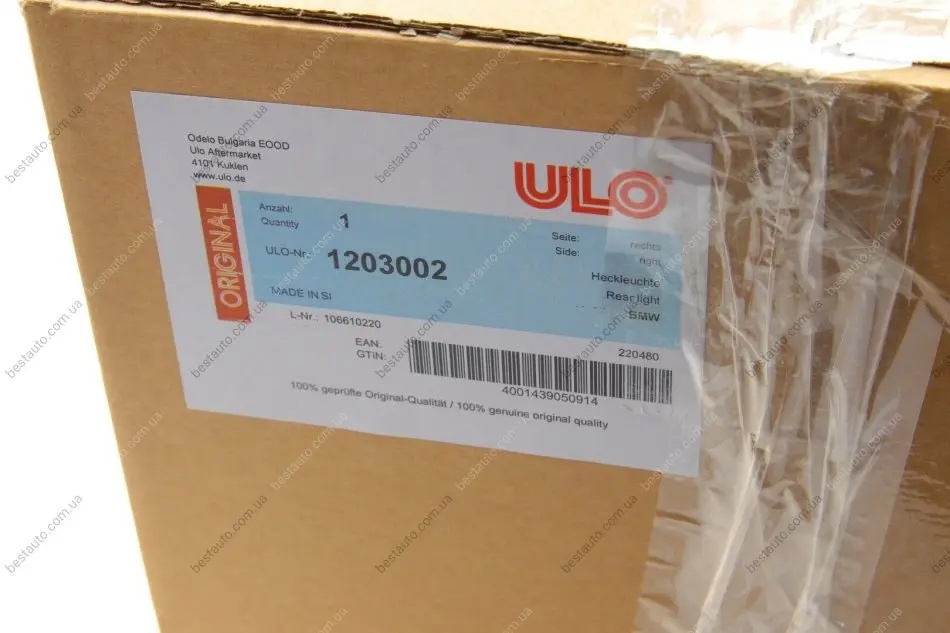 Odelo Bulgaria EOOD
Ulo Aftermarket
4101 Kuklen
www.ulo.de
ULO®
ORIGINAL
Anzahl:
Quantity 1
Seite: rechts
Side: right
ULO-Nr.: 1203002
Heckleuchte
Rear light
MADE IN SI
BMW
L-Nr.: 106610220
220480
EAN:
GTIN:
4001439050914
100% geprüfte Original-Qualität / 100% genuine original quality
bestauto.com.ua